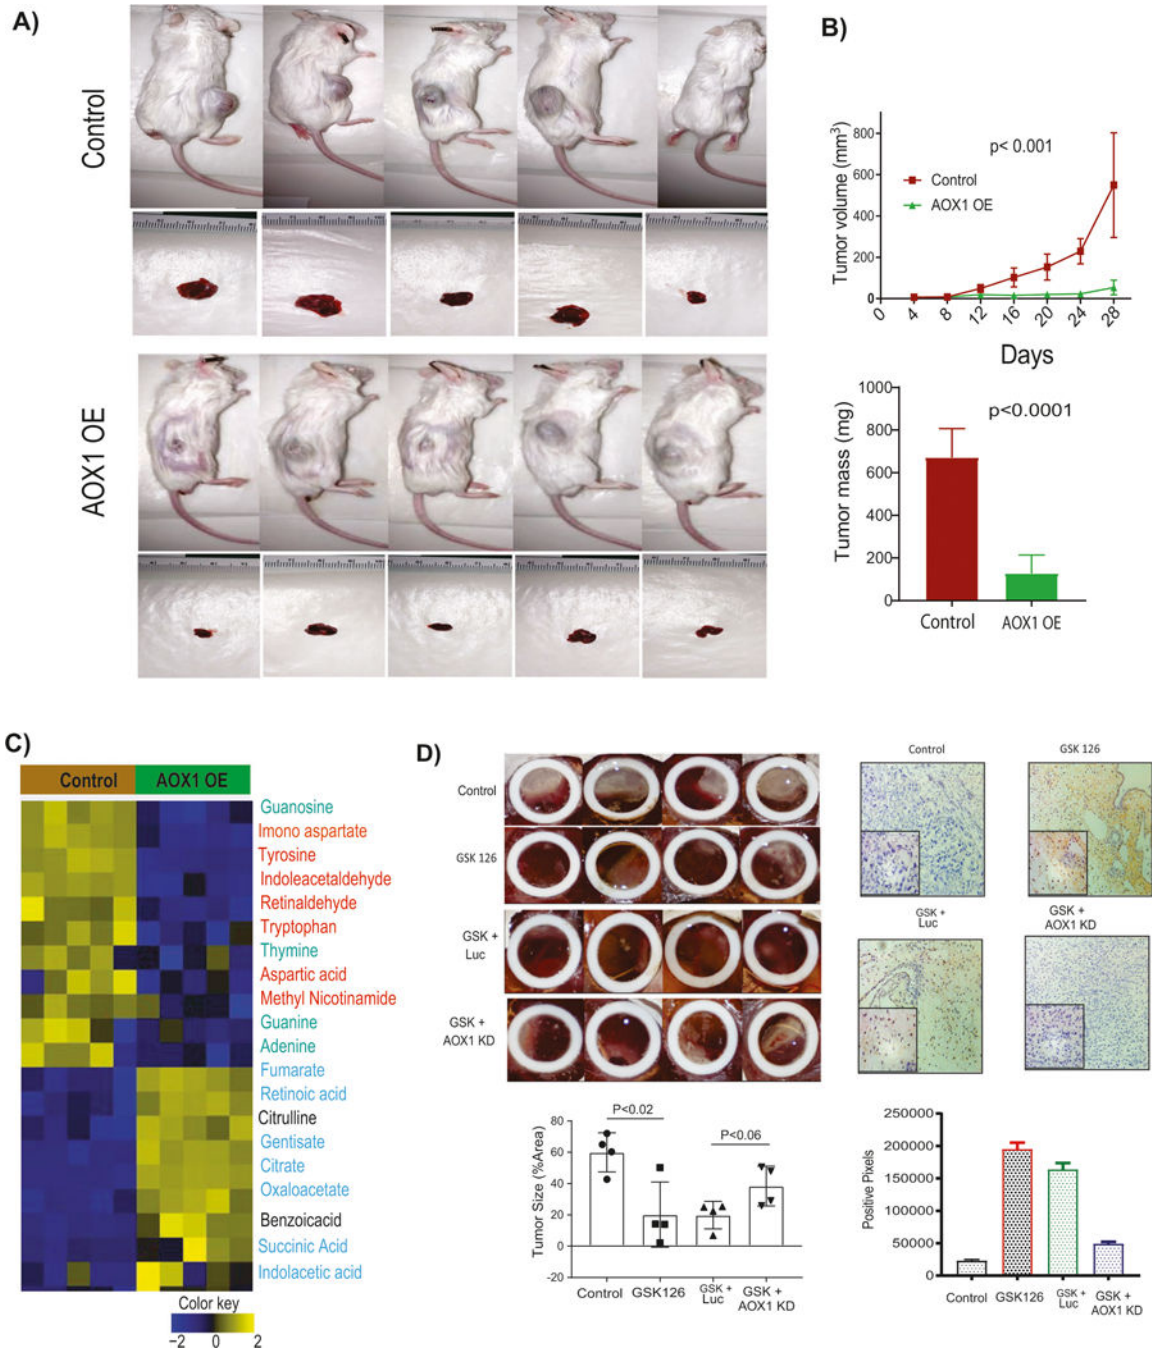 A)
Control
AOX1 OE
B)
Tumor volume (mm³)
800
600
400
200
0
p< 0.001
Control
AOX1 OE
0
4
8
12
16
20
24
28
Days
Tumor mass (mg)
1000
800
600
400
200
0
p<0.0001
Control
AOX1 OE
C)
Control
AOX1 OE
Guanosine
Imono aspartate
Tyrosine
Indoleacetaldehyde
Retinaldehyde
Tryptophan
Thymine
Aspartic acid
Methyl Nicotinamide
Guanine
Adenine
Fumarate
Retinoic acid
Citrulline
Gentisate
Citrate
Oxaloacetate
Benzoicacid
Succinic Acid
Indolacetic acid
Color key
−2 0 2
D)
Control
GSK 126
GSK +
Luc
GSK +
AOX1 KD
Control
GSK 126
GSK +
Luc
GSK +
AOX1 KD
Tumor Size (%Area)
80
60
40
20
0
-20
P<0.02
P<0.06
Control
GSK126
GSK +
Luc
GSK +
AOX1 KD
Positive Pixels
250000
200000
150000
100000
50000
0
Control
GSK126
GSK +
Luc
GSK +
AOX1 KD